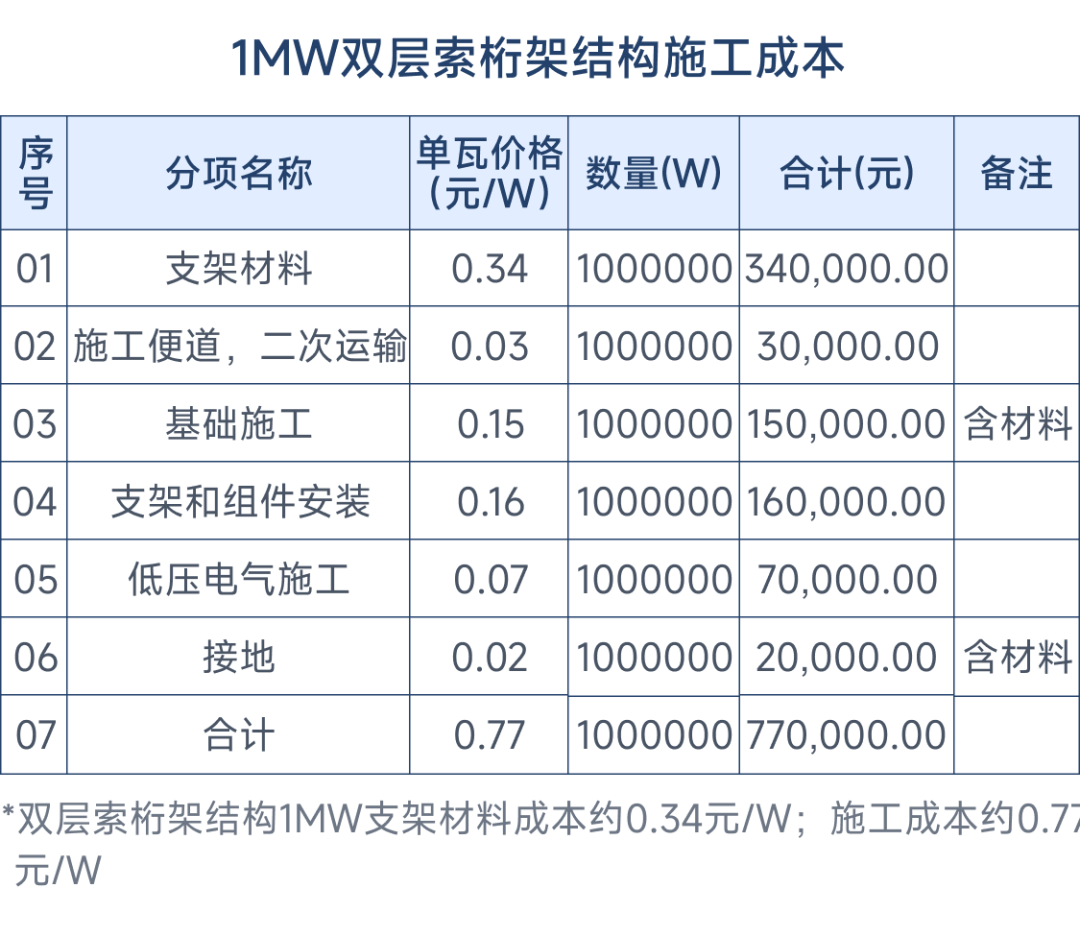 1MW双层索桁架结构施工成本
序号 分项名称 单瓦价格(元/W) 数量(W) 合计(元) 备注
01 支架材料 0.34 1000000 340,000.00
02 施工便道，二次运输 0.03 1000000 30,000.00
03 基础施工 0.15 1000000 150,000.00 含材料
04 支架和组件安装 0.16 1000000 160,000.00
05 低压电气施工 0.07 1000000 70,000.00
06 接地 0.02 1000000 20,000.00 含材料
07 合计 0.77 1000000 770,000.00
*双层索桁架结构1MW支架材料成本约0.34元/W；施工成本约0.77
元/W